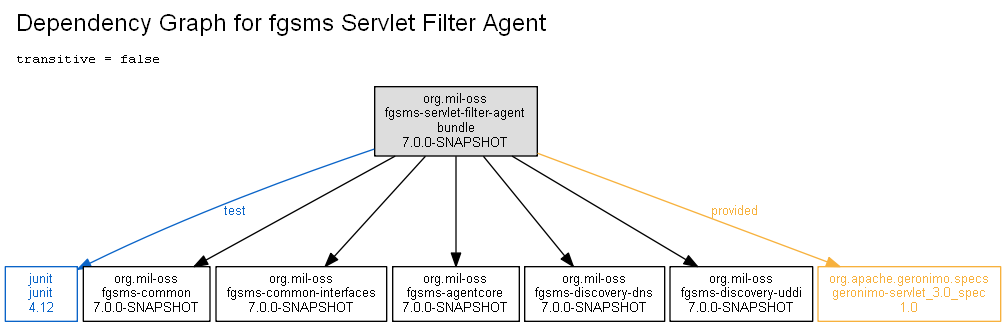 Dependency Graph for fgsms Servlet Filter Agent
transitive = false
org.mil-oss
fgsms-servlet-filter-agent
bundle
7.0.0-SNAPSHOT
test
provided
junit
junit
4.12
org.mil-oss
fgsms-common
7.0.0-SNAPSHOT
org.mil-oss
fgsms-common-interfaces
7.0.0-SNAPSHOT
org.mil-oss
fgsms-agentcore
7.0.0-SNAPSHOT
org.mil-oss
fgsms-discovery-dns
7.0.0-SNAPSHOT
org.mil-oss
fgsms-discovery-uddi
7.0.0-SNAPSHOT
org.apache.geronimo.specs
geronimo-servlet_3.0_spec
1.0